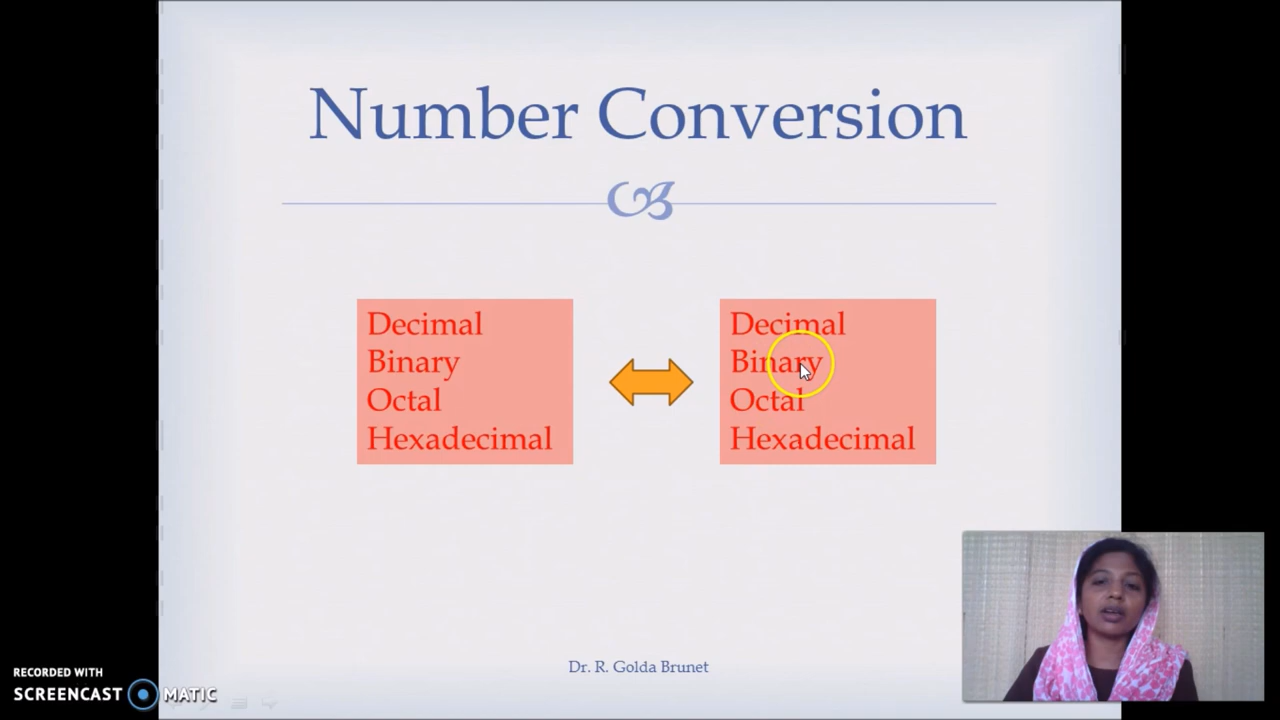 Number Conversion
Decimal
Binary
Octal
Hexadecimal
Decimal
Binary
Octal
Hexadecimal
Dr. R. Golda Brunet
RECORDED WITH
SCREENCAST MATIC